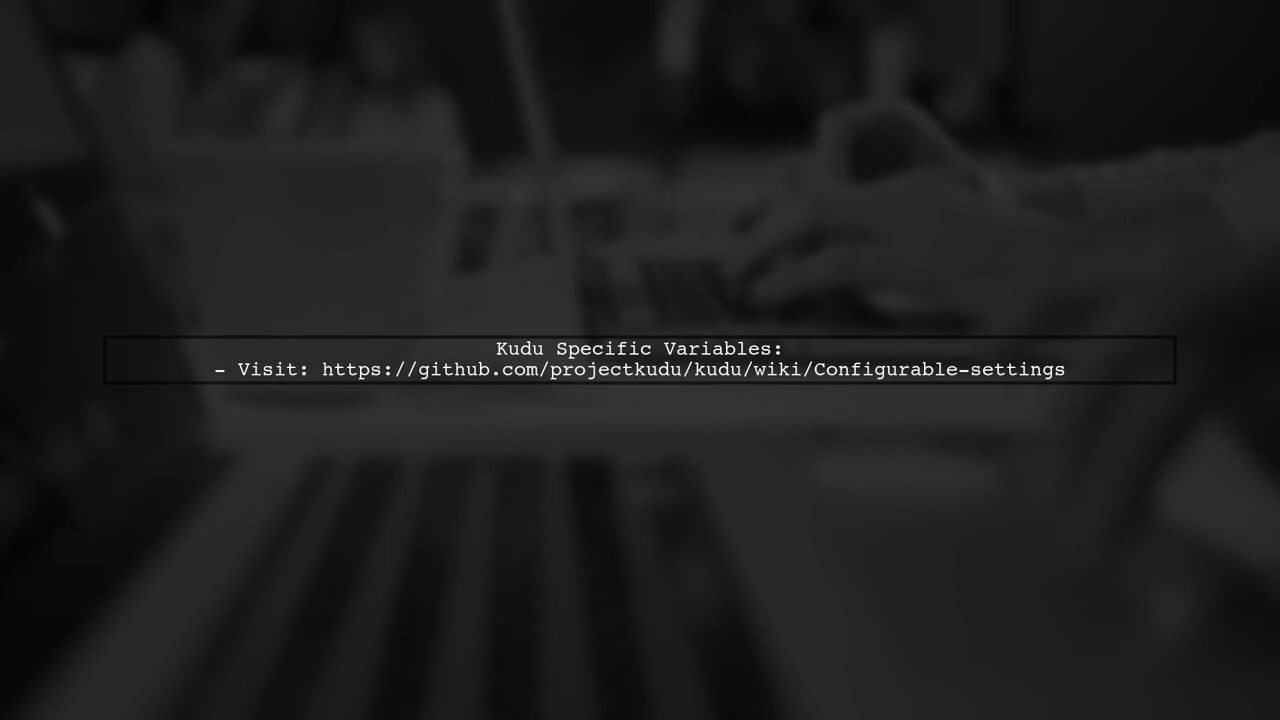 Kudu Specific Variables:
- Visit: https://github.com/projectkudu/kudu/wiki/Configurable-settings